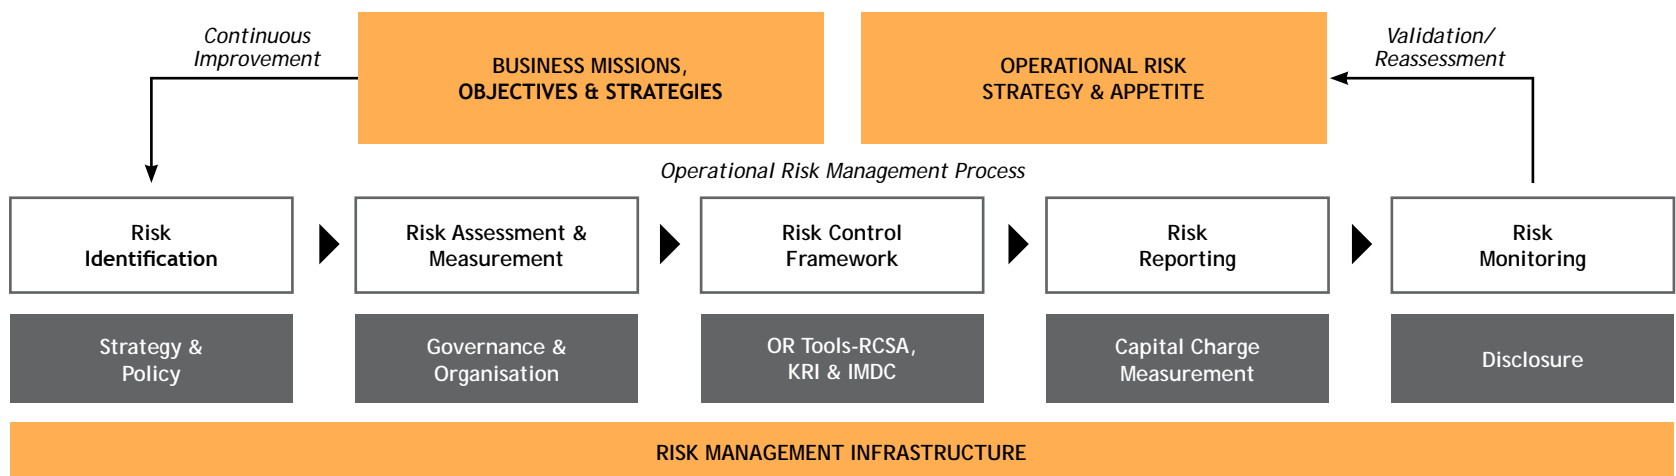 Continuous
Improvement
BUSINESS MISSIONS,
OBJECTIVES & STRATEGIES
OPERATIONAL RISK
STRATEGY & APPETITE
Validation/
Reassessment
Operational Risk Management Process
Risk
Identification
Risk Assessment &
Measurement
Risk Control
Framework
Risk
Reporting
Risk
Monitoring
Strategy &
Policy
Governance &
Organisation
OR Tools-RCSA,
KRI & IMDC
Capital Charge
Measurement
Disclosure
RISK MANAGEMENT INFRASTRUCTURE